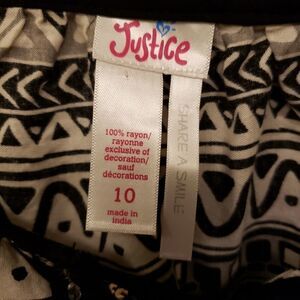 Justice
100% rayon/
rayonne
exclusive of
decoration/
sauf
décorations
10
made in
india
SHARE A SMILE